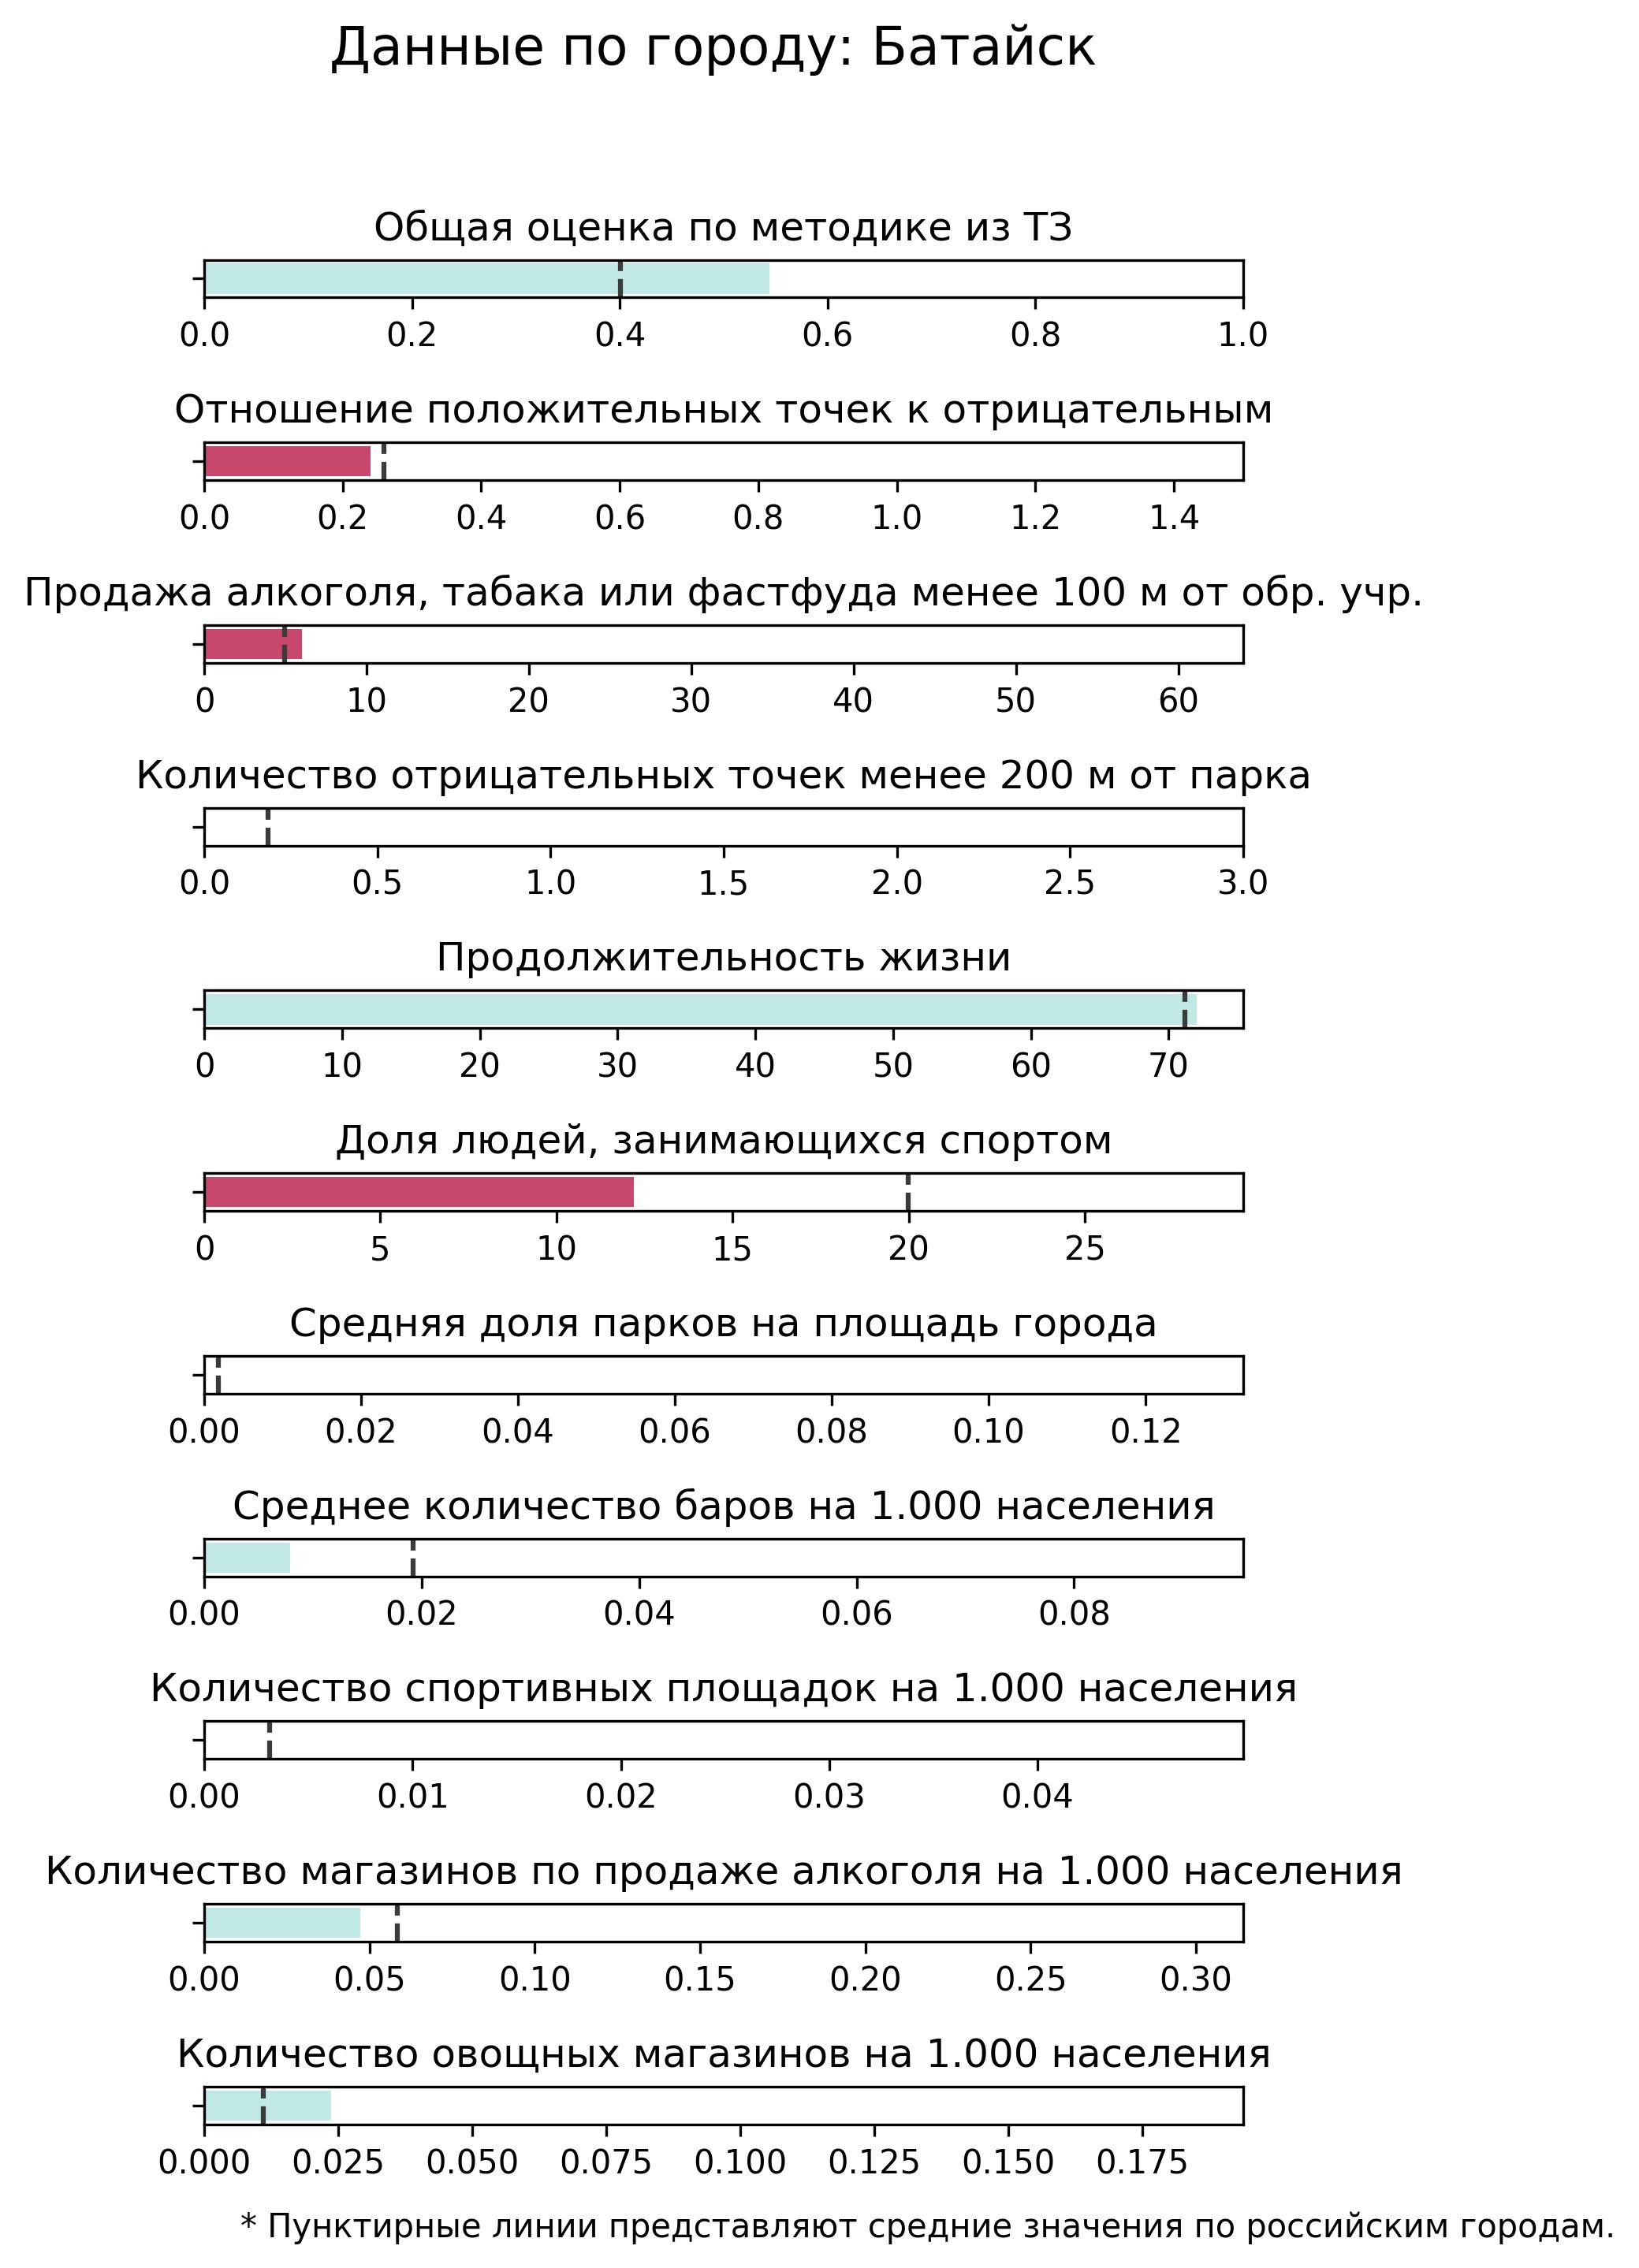 Данные по городу: Батайск
Общая оценка по методике из ТЗ
0.0 0.2 0.4 0.6 0.8 1.0
Отношение положительных точек к отрицательным
0.0 0.2 0.4 0.6 0.8 1.0 1.2 1.4
Продажа алкоголя, табака или фастфуда менее 100 м от обр. учр.
0 10 20 30 40 50 60
Количество отрицательных точек менее 200 м от парка
0.0 0.5 1.0 1.5 2.0 2.5 3.0
Продолжительность жизни
0 10 20 30 40 50 60 70
Доля людей, занимающихся спортом
0 5 10 15 20 25
Средняя доля парков на площадь города
0.00 0.02 0.04 0.06 0.08 0.10 0.12
Среднее количество баров на 1.000 населения
0.00 0.02 0.04 0.06 0.08
Количество спортивных площадок на 1.000 населения
0.00 0.01 0.02 0.03 0.04
Количество магазинов по продаже алкоголя на 1.000 населения
0.00 0.05 0.10 0.15 0.20 0.25 0.30
Количество овощных магазинов на 1.000 населения
0.000 0.025 0.050 0.075 0.100 0.125 0.150 0.175
* Пунктирные линии представляют средние значения по российским городам.